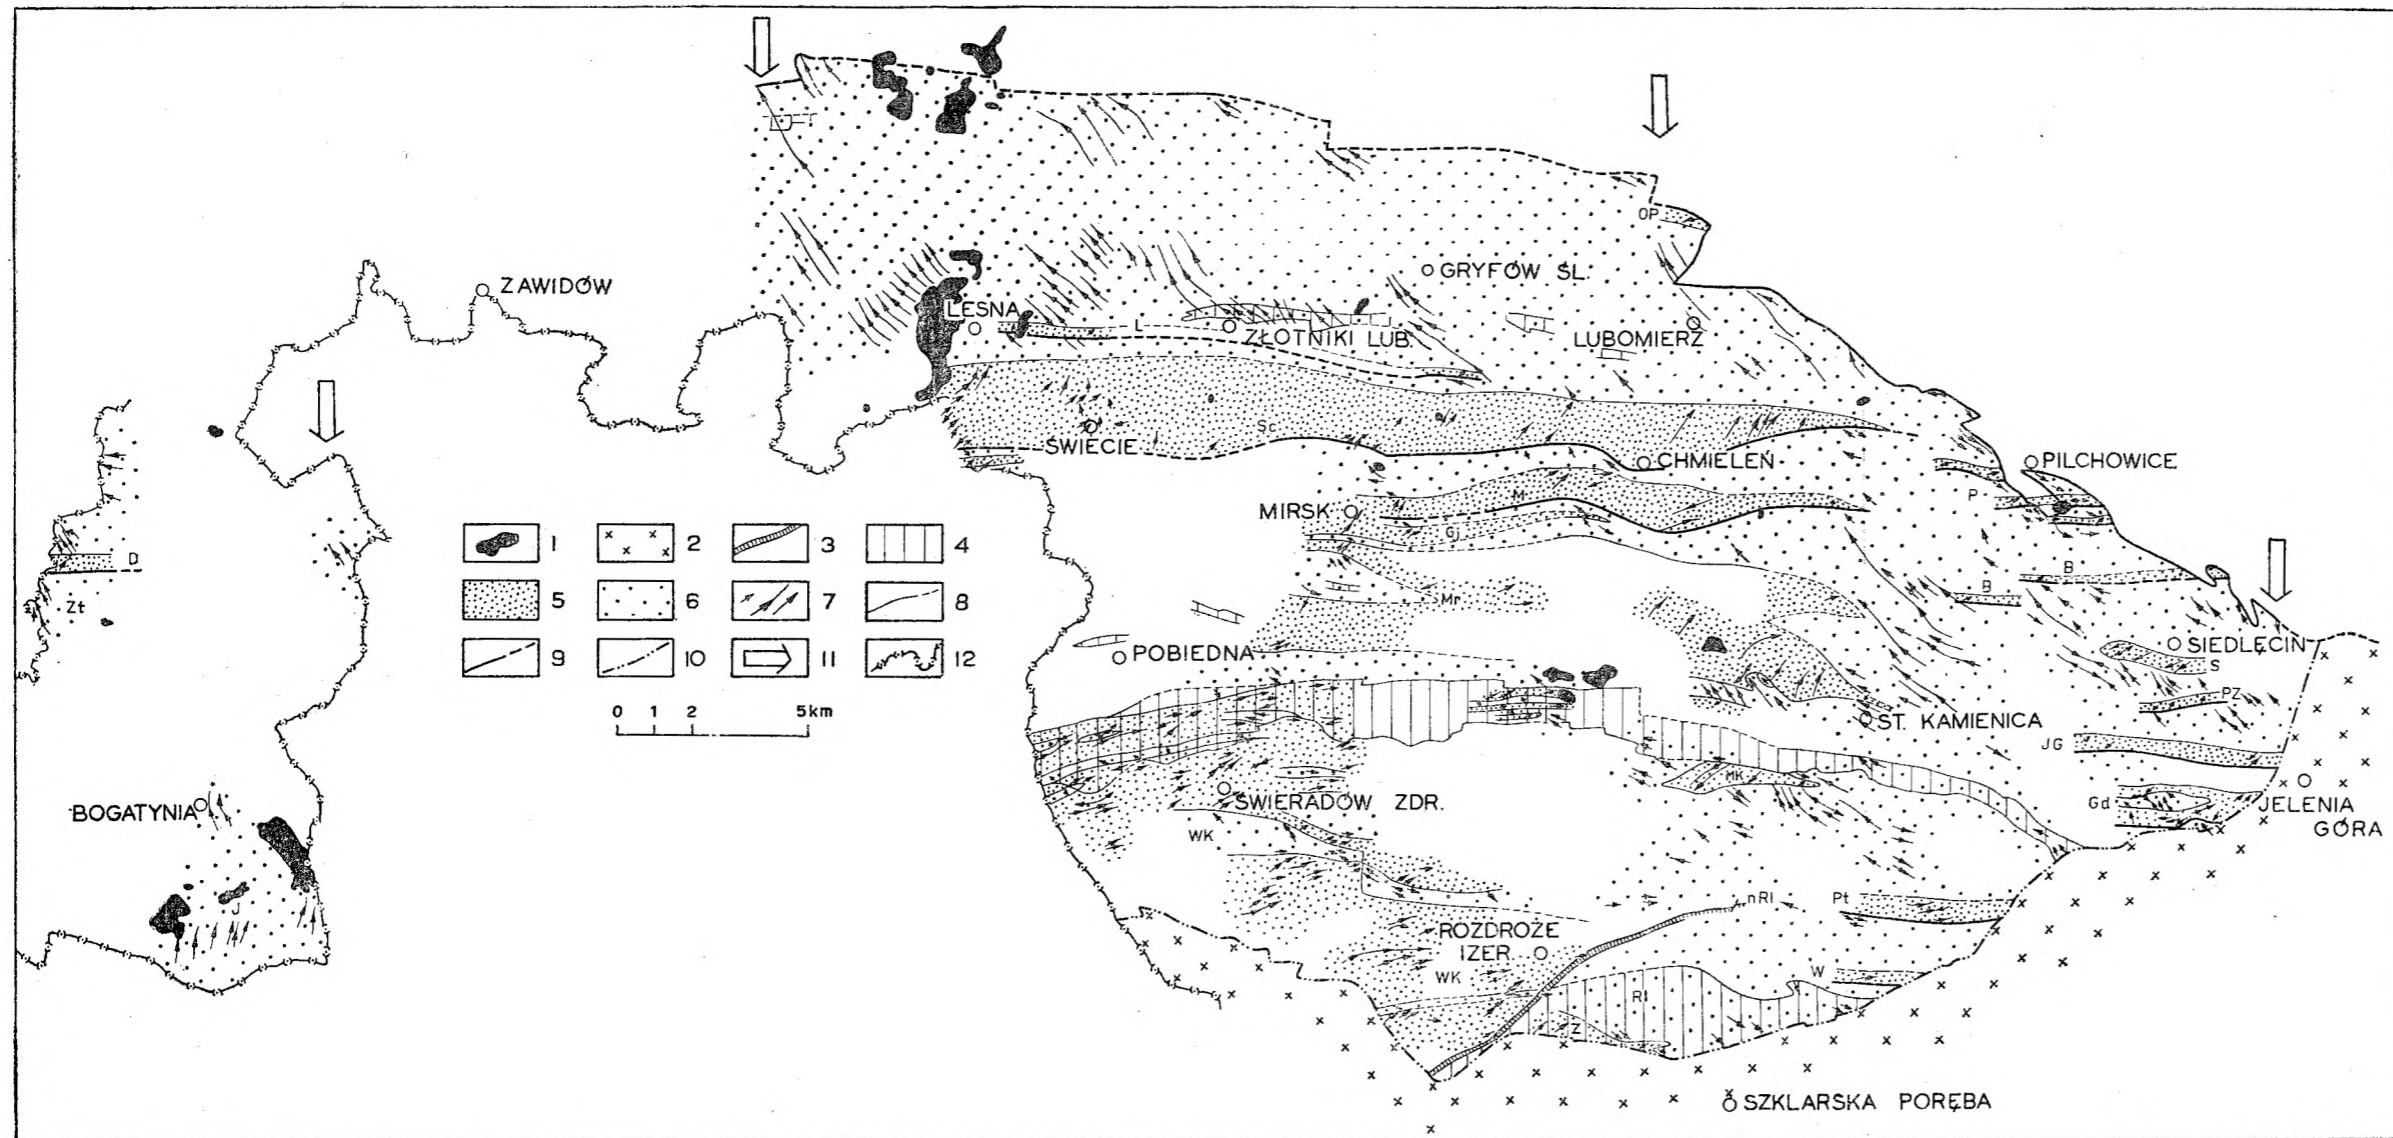 OP
ZAWIDÓW
GRYFÓW ŚL.
LEŚNA
L
ZŁOTNIKI LUB.
LUBOMIERZ
Sc
ŚWIECIE
CHMIELEŃ
PILCHOWICE
P
M
MIRSK
Gj
D
Zt
B
B
Mr
1
2
3
4
5
6
7
8
9
10
11
12
0 1 2 5km
POBIEDNA
SIEDLĘCIN
S
PZ
ST. KAMIENICA
JG
MK
ŚWIERADÓW ZDR.
JELENIA
GÓRA
Gd
BOGATYNIA
WK
J
nRI
Pt
ROZDROŻE
IZER.
WK
W
RI
Z
SZKLARSKA PORĘBA